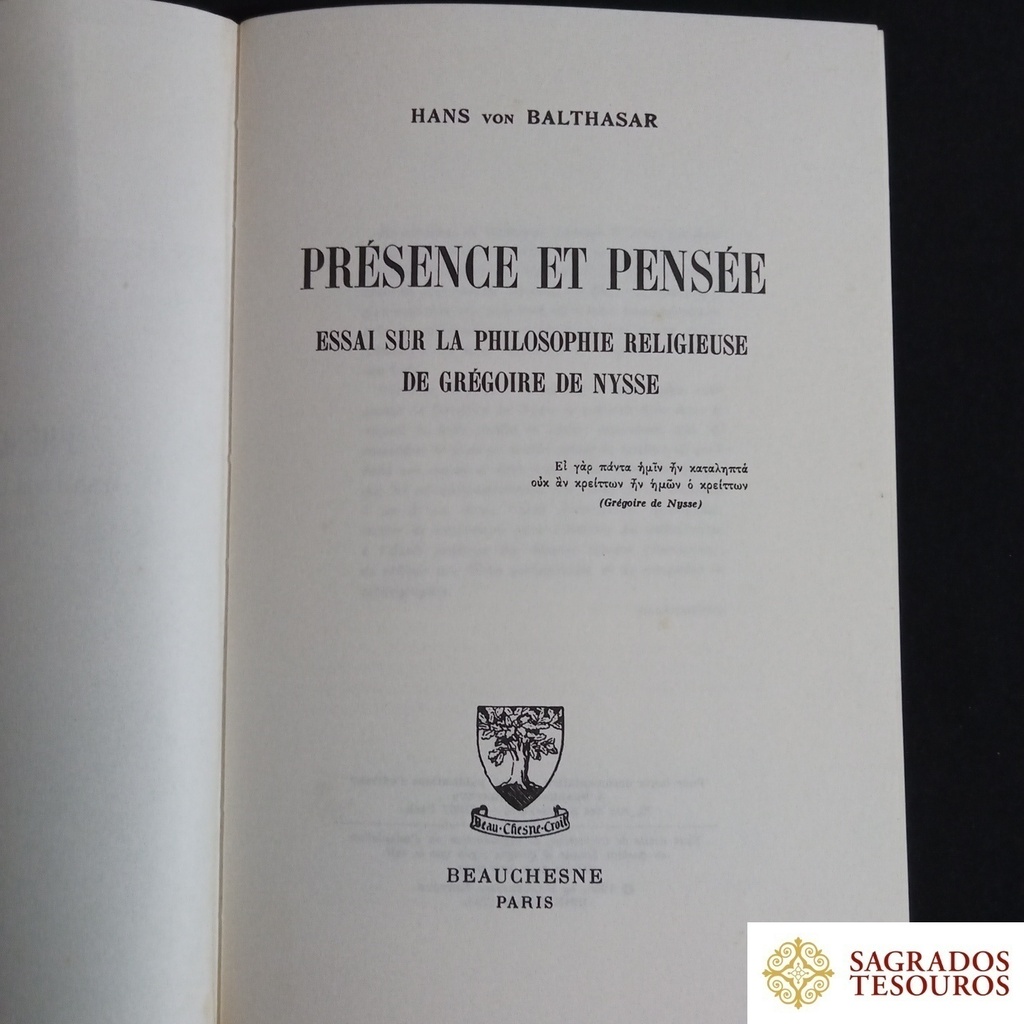 HANS VON BALTHASAR
PRÉSENCE ET PENSÉE
ESSAI SUR LA PHILOSOPHIE RELIGIEUSE
DE GRÉGOIRE DE NYSSE
Εἰ γὰρ πάντα ἡμῖν ἦν καταληπτά
οὐκ ἂν κρείττων ἦν ἡμῶν ὁ κρείττων
(Grégoire de Nysse)
Beau-Chesne-Croit
BEAUCHESNE
PARIS
SAGRADOS
TESOUROS